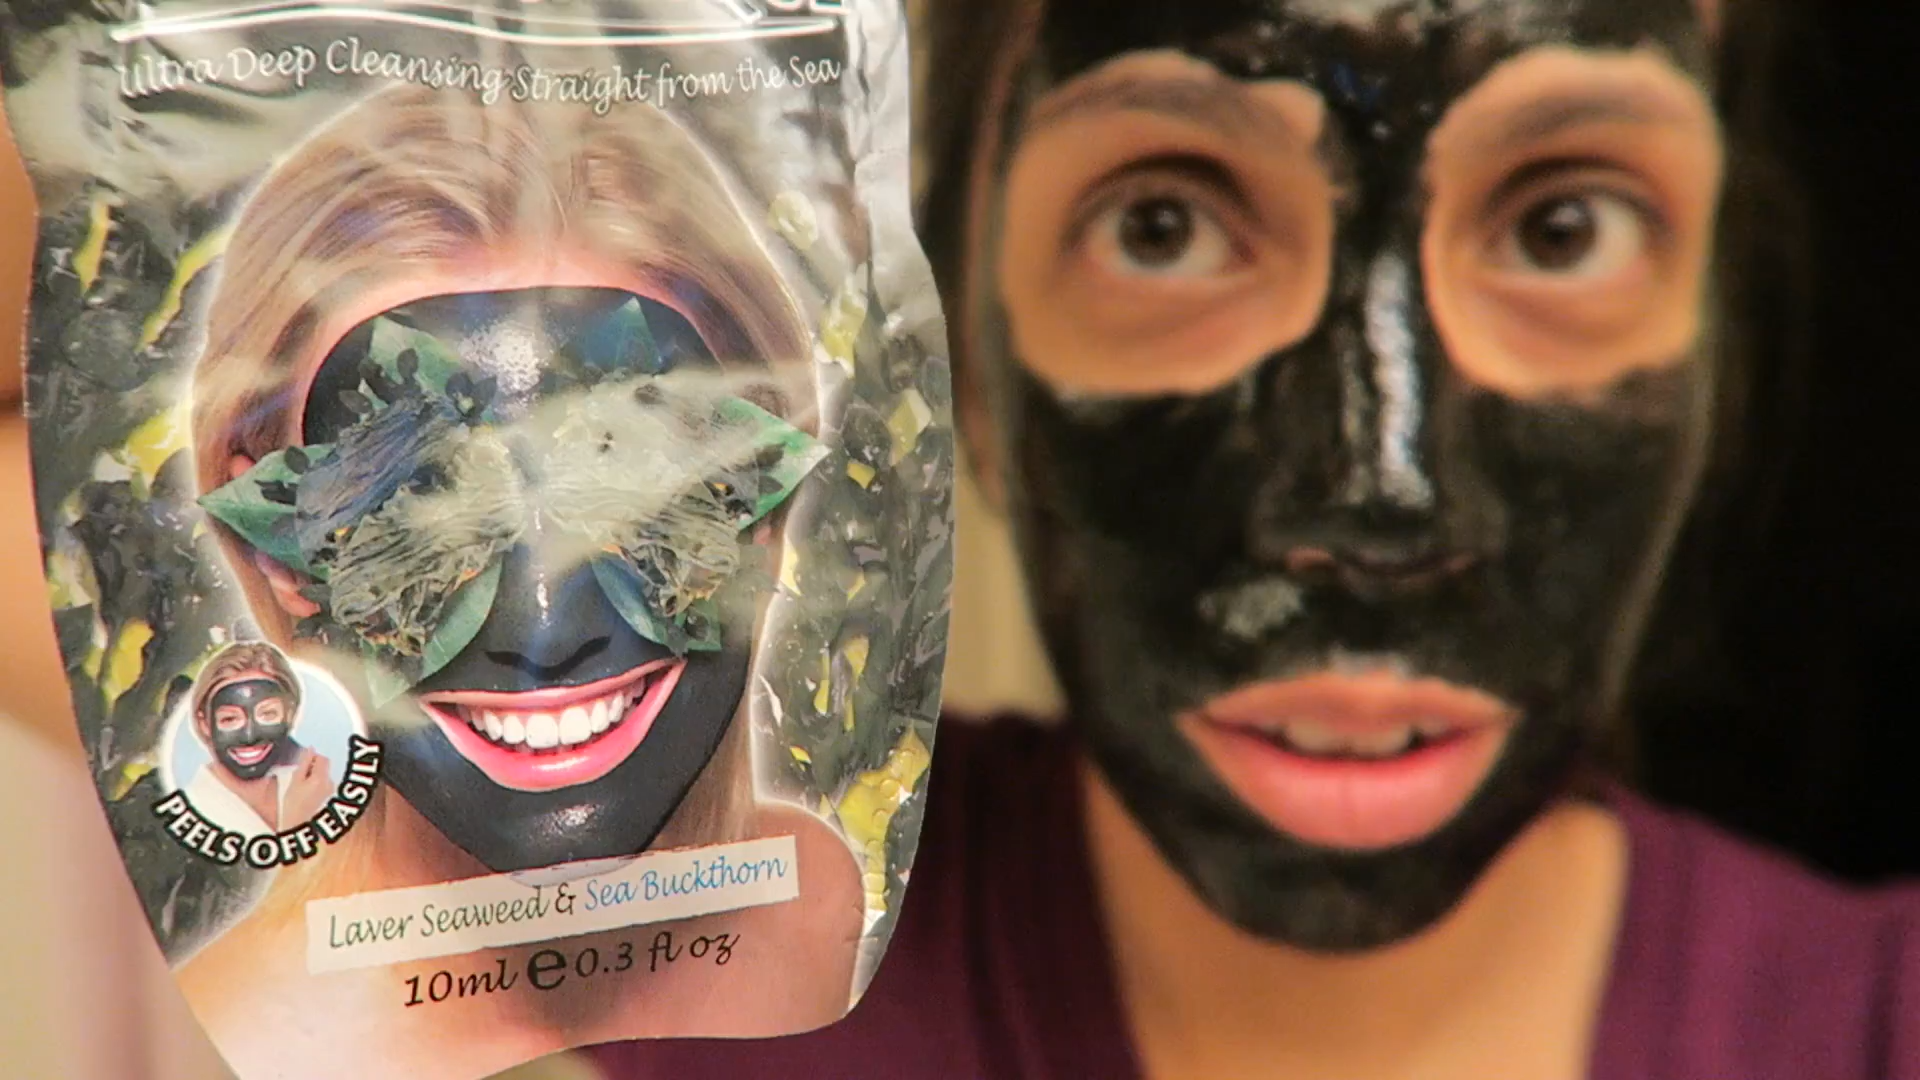 Ultra Deep Cleansing Straight from the Sea
PEELS OFF EASILY
Laver Seaweed & Sea Buckthorn
10ml e 0.3 fl oz